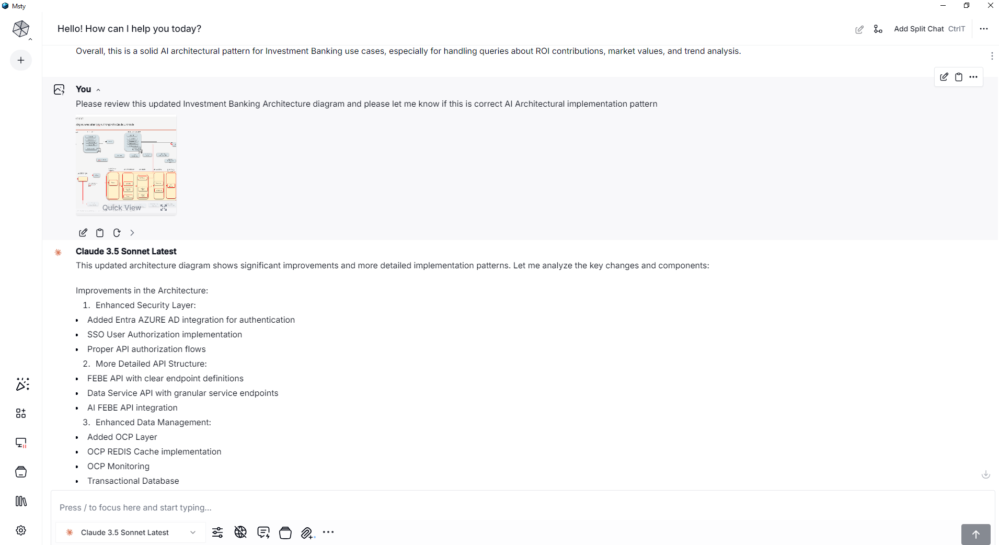 Msty
Hello! How can I help you today?
Add Split Chat CtrlT
Overall, this is a solid AI architectural pattern for Investment Banking use cases, especially for handling queries about ROI contributions, market values, and trend analysis.
You
Please review this updated Investment Banking Architecture diagram and please let me know if this is correct AI Architectural implementation pattern
Quick View
Claude 3.5 Sonnet Latest
This updated architecture diagram shows significant improvements and more detailed implementation patterns. Let me analyze the key changes and components:
Improvements in the Architecture:
1. Enhanced Security Layer:
• Added Entra AZURE AD integration for authentication
• SSO User Authorization implementation
• Proper API authorization flows
2. More Detailed API Structure:
• FEBE API with clear endpoint definitions
• Data Service API with granular service endpoints
• AI FEBE API integration
3. Enhanced Data Management:
• Added OCP Layer
• OCP REDIS Cache implementation
• OCP Monitoring
• Transactional Database
Press / to focus here and start typing...
Claude 3.5 Sonnet Latest